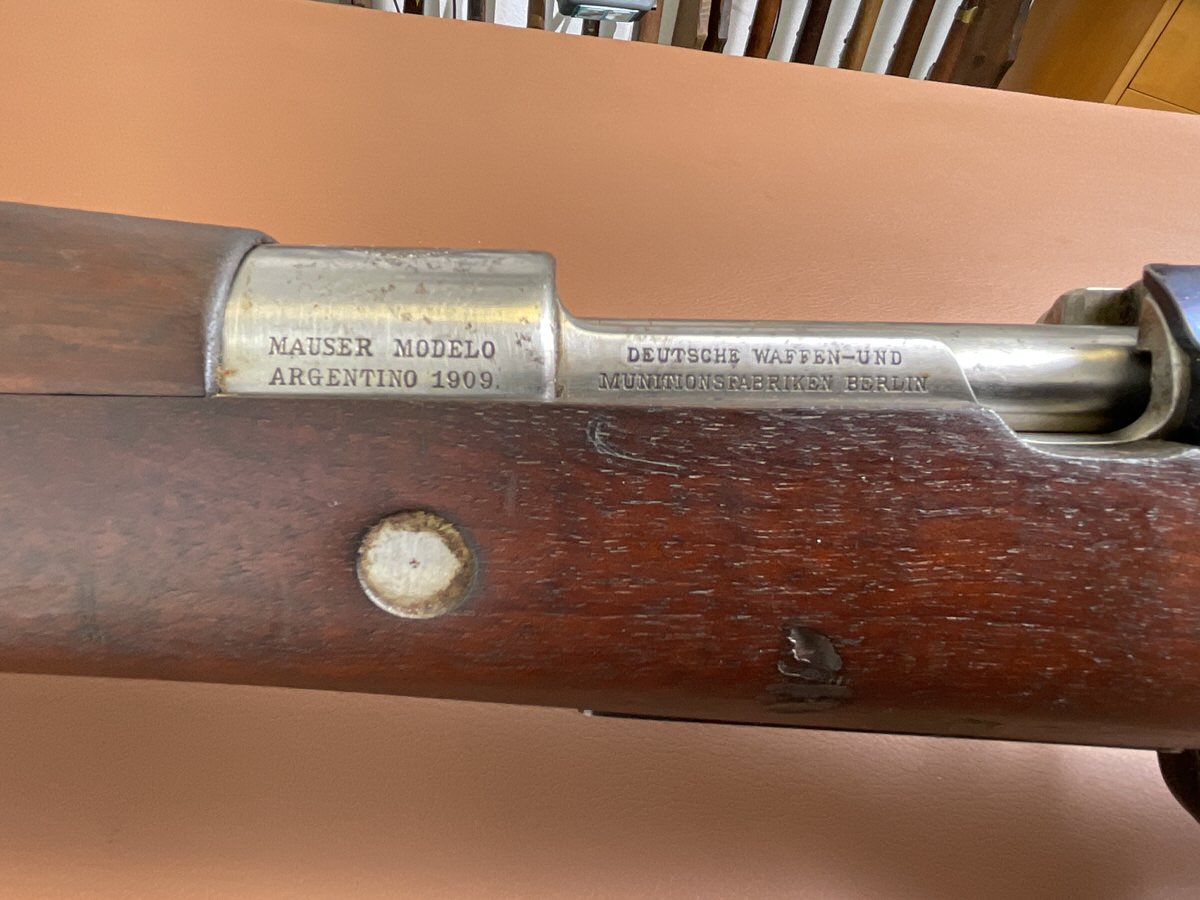 MAUSER MODELO
ARGENTINO 1909.
DEUTSCHE WAFFEN-UND
MUNITIONSFABRIKEN BERLIN